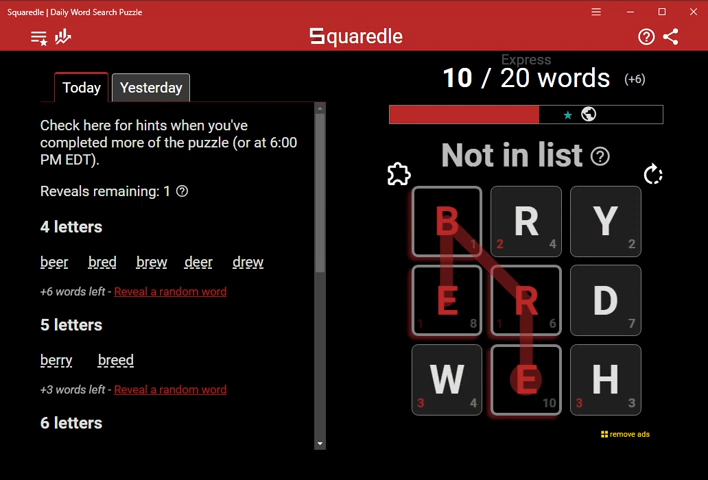 Squaredle | Daily Word Search Puzzle
Squaredle
Today
Yesterday
Check here for hints when you've
completed more of the puzzle (or at 6:00
PM EDT).
Reveals remaining: 1 ?
4 letters
beer bred brew deer drew
+6 words left - Reveal a random word
5 letters
berry breed
+3 words left - Reveal a random word
6 letters
Express
10 / 20 words (+6)
Not in list ?
B 1
R 2 4
Y 2
E 1 8
R 1 6
D 7
W 3 4
E 10
H 3 3
remove ads